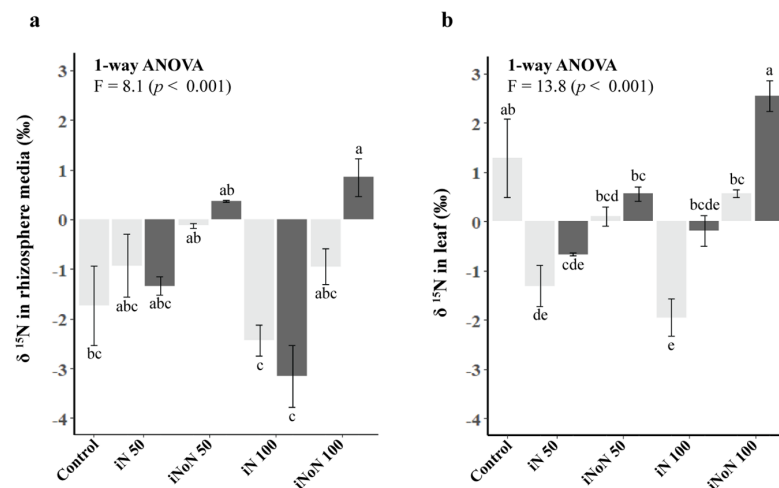 a
1-way ANOVA
F = 8.1 (p < 0.001)
δ ¹⁵N in rhizosphere media (‰)
3
2
1
0
-1
-2
-3
-4
bc
abc
abc
ab
ab
c
c
abc
a
Control
iN 50
iNoN 50
iN 100
iNoN 100
b
1-way ANOVA
F = 13.8 (p < 0.001)
δ ¹⁵N in leaf (‰)
3
2
1
0
-1
-2
-3
-4
ab
de
cde
bcd
bc
e
bcde
bc
a
Control
iN 50
iNoN 50
iN 100
iNoN 100